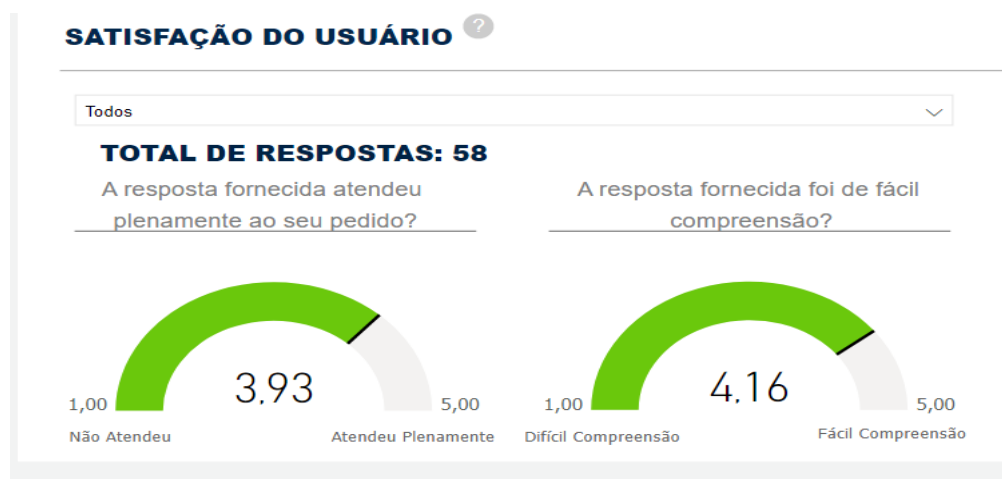 SATISFAÇÃO DO USUÁRIO ?
Todos
TOTAL DE RESPOSTAS: 58
A resposta fornecida atendeu
plenamente ao seu pedido?
A resposta fornecida foi de fácil
compreensão?
3,93
1,00
5,00
Não Atendeu
Atendeu Plenamente
4,16
1,00
5,00
Difícil Compreensão
Fácil Compreensão